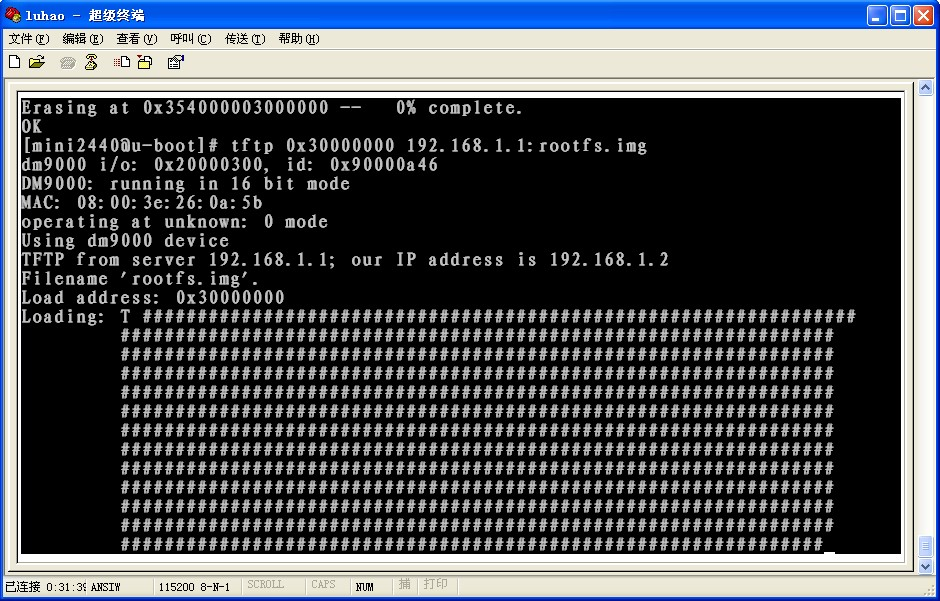 luhao - 超级终端
文件(F) 编辑(E) 查看(V) 呼叫(C) 传送(T) 帮助(H)
Erasing at 0x354000003000000 --   0% complete.
OK
[mini2440@u-boot]# tftp 0x30000000 192.168.1.1:rootfs.img
dm9000 i/o: 0x20000300, id: 0x90000a46
DM9000: running in 16 bit mode
MAC: 08:00:3e:26:0a:5b
operating at unknown: 0 mode
Using dm9000 device
TFTP from server 192.168.1.1; our IP address is 192.168.1.2
Filename 'rootfs.img'.
Load address: 0x30000000
Loading: T #################################################################
         #################################################################
         #################################################################
         #################################################################
         #################################################################
         #################################################################
         #################################################################
         #################################################################
         #################################################################
         #################################################################
         #################################################################
         #################################################################
         ################################################################_
已连接 0:31:39 ANSIW 115200 8-N-1 SCROLL CAPS NUM 捕 打印